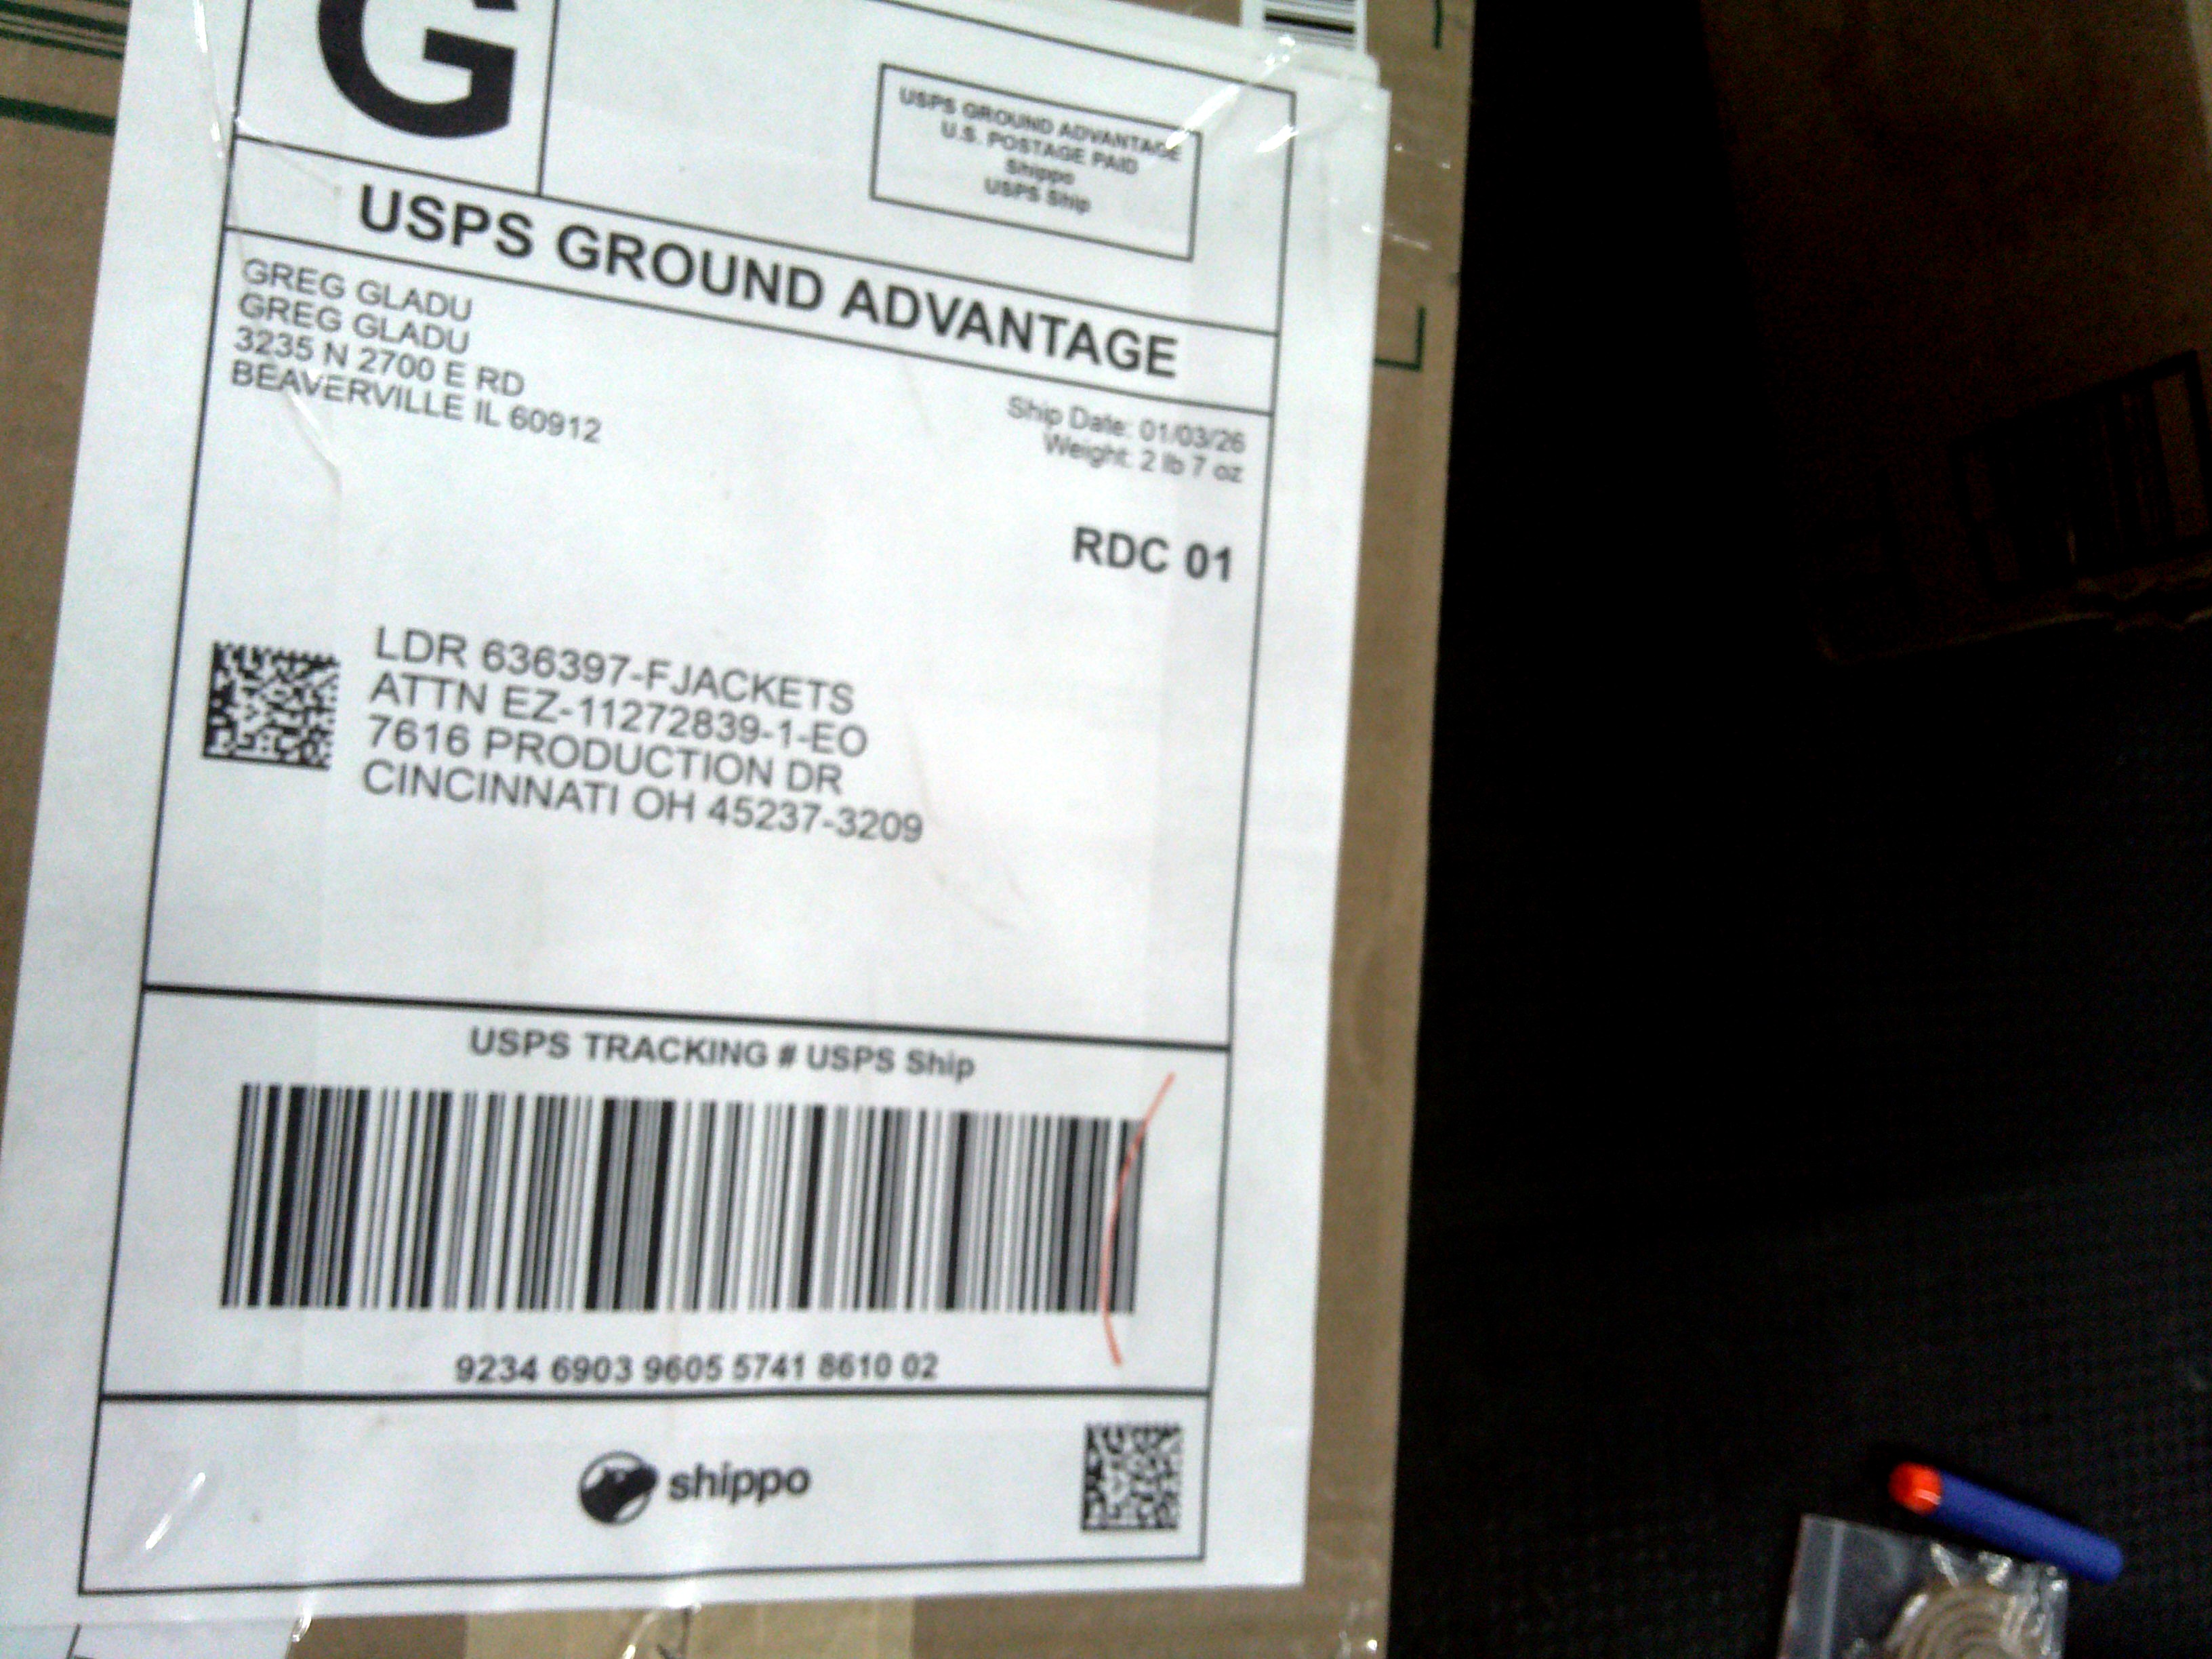 G
USPS GROUND ADVANTAGE
U.S. POSTAGE PAID
Shippo
USPS Ship
USPS GROUND ADVANTAGE
GREG GLADU
GREG GLADU
3235 N 2700 E RD
BEAVERVILLE IL 60912
Ship Date: 01/03/26
Weight: 2 lb 7 oz
RDC 01
LDR 636397-FJACKETS
ATTN EZ-11272839-1-EO
7616 PRODUCTION DR
CINCINNATI OH 45237-3209
USPS TRACKING # USPS Ship
9234 6903 9605 5741 8610 02
shippo